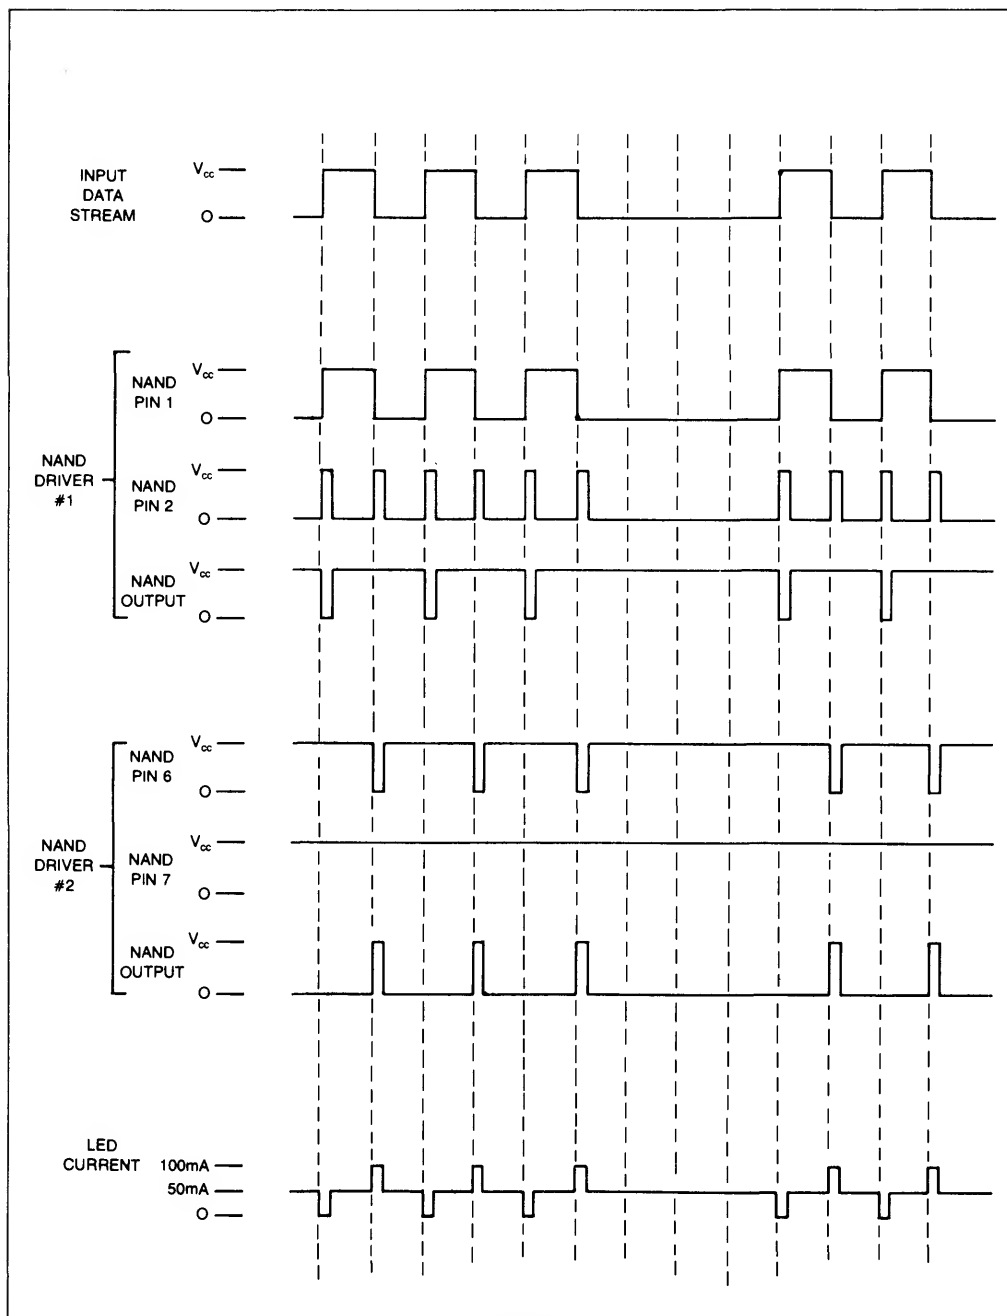 INPUT
DATA
STREAM
Vcc
O
NAND
DRIVER
#1
NAND
PIN 1
Vcc
O
NAND
PIN 2
Vcc
O
NAND
OUTPUT
Vcc
O
NAND
DRIVER
#2
NAND
PIN 6
Vcc
O
NAND
PIN 7
Vcc
O
NAND
OUTPUT
Vcc
O
LED
CURRENT
100mA
50mA
O